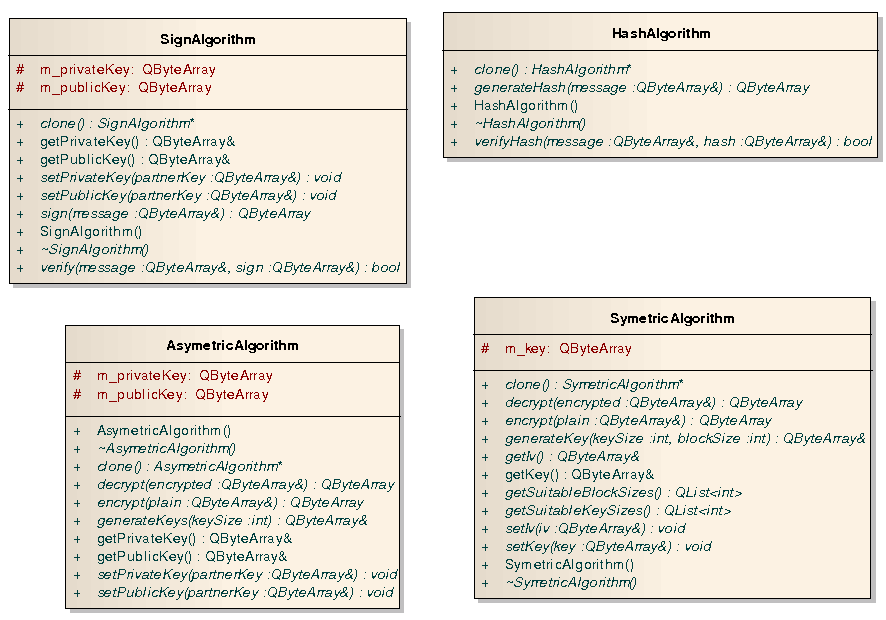 SignAlgorithm
# m_privateKey: QByteArray
# m_publicKey: QByteArray
+ clone() : SignAlgorithm*
+ getPrivateKey() : QByteArray&
+ getPublicKey() : QByteArray&
+ setPrivateKey(partnerKey :QByteArray&) : void
+ setPublicKey(partnerKey :QByteArray&) : void
+ sign(message :QByteArray&) : QByteArray
+ SignAlgorithm()
+ ~SignAlgorithm()
+ verify(message :QByteArray&, sign :QByteArray&) : bool
HashAlgorithm
+ clone() : HashAlgorithm*
+ generateHash(message :QByteArray&) : QByteArray
+ HashAlgorithm()
+ ~HashAlgorithm()
+ verifyHash(message :QByteArray&, hash :QByteArray&) : bool
AsymetricAlgorithm
# m_privateKey: QByteArray
# m_publicKey: QByteArray
+ AsymetricAlgorithm()
+ ~AsymetricAlgorithm()
+ clone() : AsymetricAlgorithm*
+ decrypt(encrypted :QByteArray&) : QByteArray
+ encrypt(plain :QByteArray&) : QByteArray
+ generateKeys(keySize :int) : QByteArray&
+ getPrivateKey() : QByteArray&
+ getPublicKey() : QByteArray&
+ setPrivateKey(partnerKey :QByteArray&) : void
+ setPublicKey(partnerKey :QByteArray&) : void
SymetricAlgorithm
# m_key: QByteArray
+ clone() : SymetricAlgorithm*
+ decrypt(encrypted :QByteArray&) : QByteArray
+ encrypt(plain :QByteArray&) : QByteArray
+ generateKey(keySize :int, blockSize :int) : QByteArray&
+ getIv() : QByteArray&
+ getKey() : QByteArray&
+ getSuitableBlockSizes() : QList<int>
+ getSuitableKeySizes() : QList<int>
+ setIv(iv :QByteArray&) : void
+ setKey(key :QByteArray&) : void
+ SymetricAlgorithm()
+ ~SymetricAlgorithm()